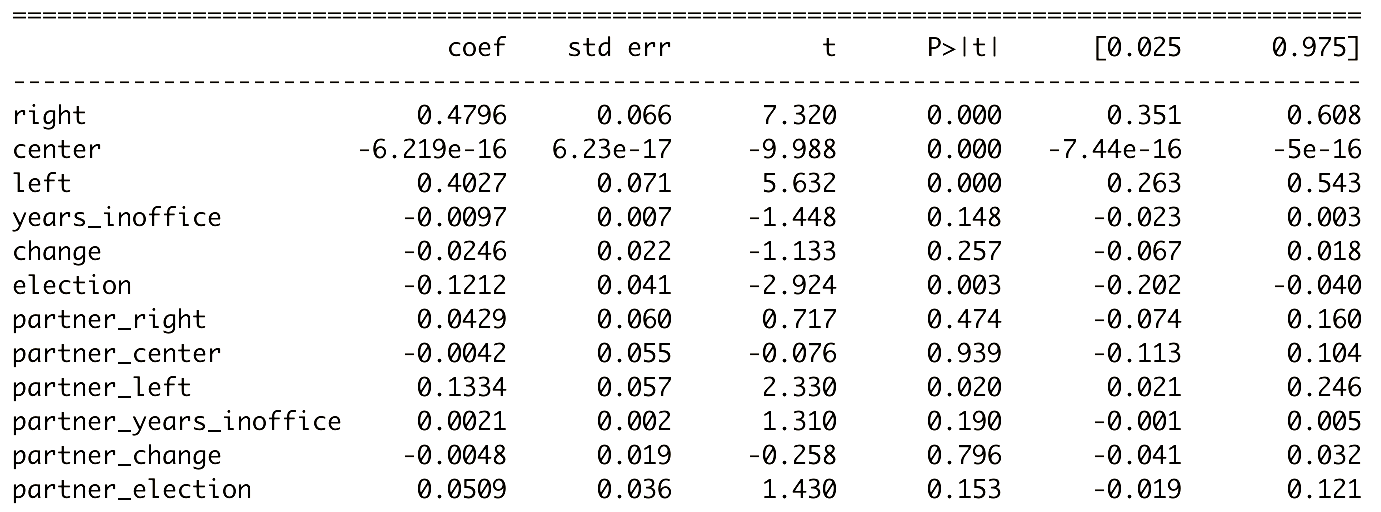 ==========================================================================================
coef std err t P>|t| [0.025 0.975]
------------------------------------------------------------------------------------------
right 0.4796 0.066 7.320 0.000 0.351 0.608
center -6.219e-16 6.23e-17 -9.988 0.000 -7.44e-16 -5e-16
left 0.4027 0.071 5.632 0.000 0.263 0.543
years_inoffice -0.0097 0.007 -1.448 0.148 -0.023 0.003
change -0.0246 0.022 -1.133 0.257 -0.067 0.018
election -0.1212 0.041 -2.924 0.003 -0.202 -0.040
partner_right 0.0429 0.060 0.717 0.474 -0.074 0.160
partner_center -0.0042 0.055 -0.076 0.939 -0.113 0.104
partner_left 0.1334 0.057 2.330 0.020 0.021 0.246
partner_years_inoffice 0.0021 0.002 1.310 0.190 -0.001 0.005
partner_change -0.0048 0.019 -0.258 0.796 -0.041 0.032
partner_election 0.0509 0.036 1.430 0.153 -0.019 0.121